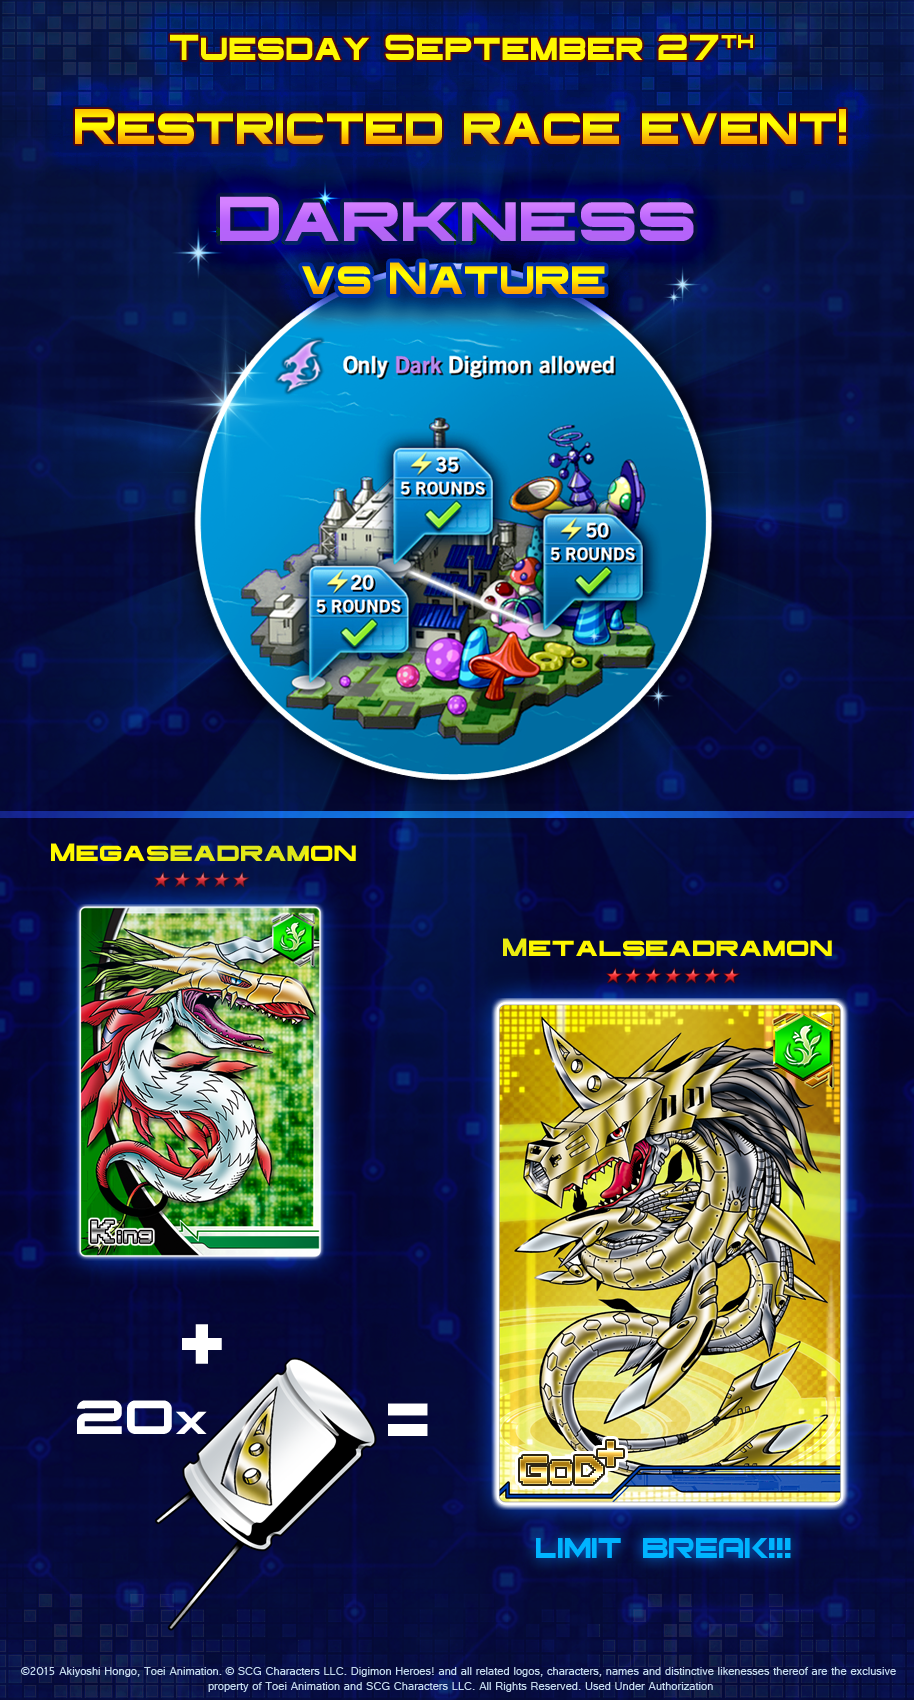 Tuesday September 27TH
Restricted race event!
Darkness
vs Nature
Only Dark Digimon allowed
35
5 ROUNDS
50
5 ROUNDS
20
5 ROUNDS
Megaseadramon
King
Metalseadramon
GoD+
+
20x
=
Limit Break!!!
©2015 Akiyoshi Hongo, Toei Animation. © SCG Characters LLC. Digimon Heroes! and all related logos, characters, names and distinctive likenesses thereof are the exclusive
property of Toei Animation and SCG Characters LLC. All Rights Reserved. Used Under Authorization